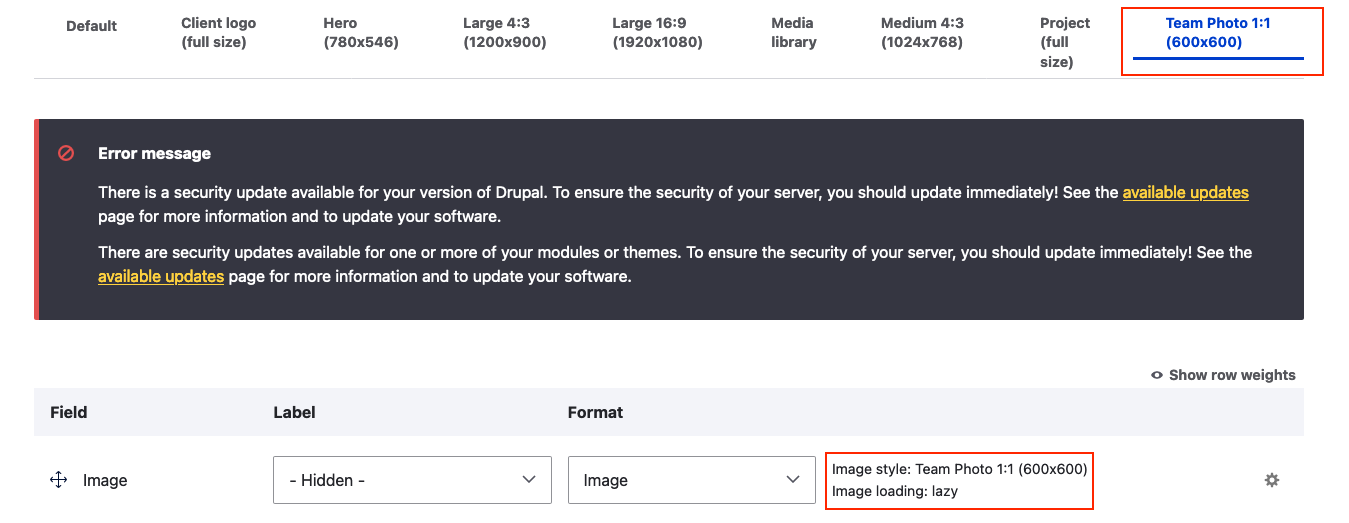 Default
Client logo
(full size)
Hero
(780x546)
Large 4:3
(1200x900)
Large 16:9
(1920x1080)
Media
library
Medium 4:3
(1024x768)
Project
(full
size)
Team Photo 1:1
(600x600)
Error message
There is a security update available for your version of Drupal. To ensure the security of your server, you should update immediately! See the available updates
page for more information and to update your software.
There are security updates available for one or more of your modules or themes. To ensure the security of your server, you should update immediately! See the
available updates page for more information and to update your software.
Show row weights
Field Label Format
Image - Hidden - Image
Image style: Team Photo 1:1 (600x600)
Image loading: lazy